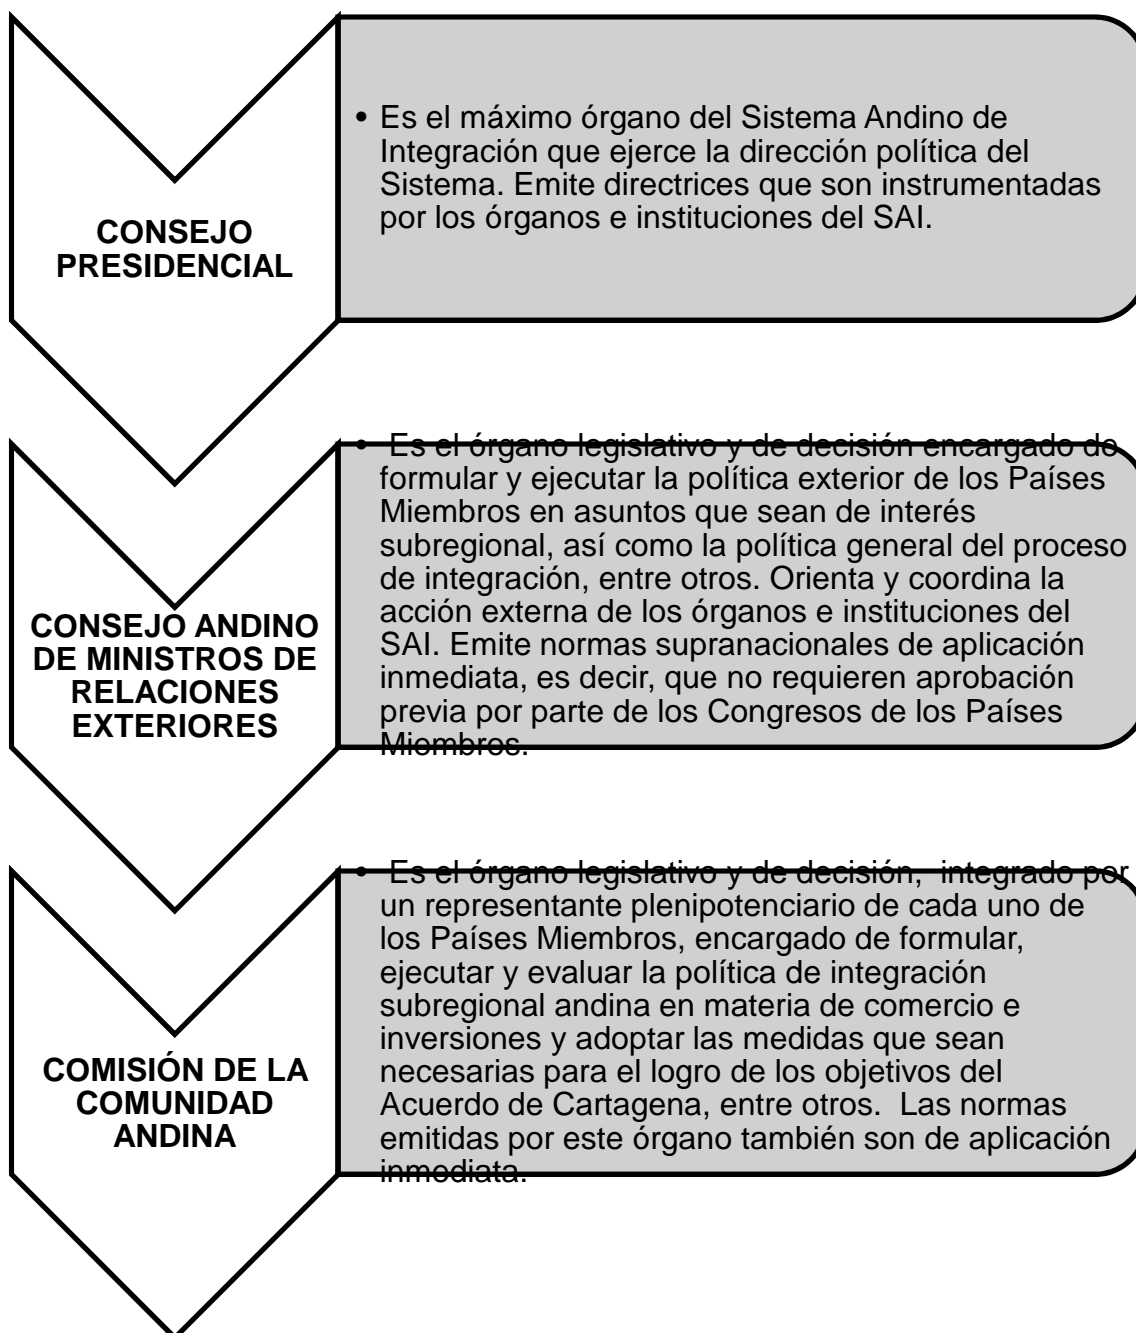 CONSEJO
PRESIDENCIAL
• Es el máximo órgano del Sistema Andino de
Integración que ejerce la dirección política del
Sistema. Emite directrices que son instrumentadas
por los órganos e instituciones del SAI.
CONSEJO ANDINO
DE MINISTROS DE
RELACIONES
EXTERIORES
• Es el órgano legislativo y de decisión encargado de
formular y ejecutar la política exterior de los Países
Miembros en asuntos que sean de interés
subregional, así como la política general del proceso
de integración, entre otros. Orienta y coordina la
acción externa de los órganos e instituciones del
SAI. Emite normas supranacionales de aplicación
inmediata, es decir, que no requieren aprobación
previa por parte de los Congresos de los Países
Miembros.
COMISIÓN DE LA
COMUNIDAD
ANDINA
• Es el órgano legislativo y de decisión, integrado por
un representante plenipotenciario de cada uno de
los Países Miembros, encargado de formular,
ejecutar y evaluar la política de integración
subregional andina en materia de comercio e
inversiones y adoptar las medidas que sean
necesarias para el logro de los objetivos del
Acuerdo de Cartagena, entre otros. Las normas
emitidas por este órgano también son de aplicación
inmediata.